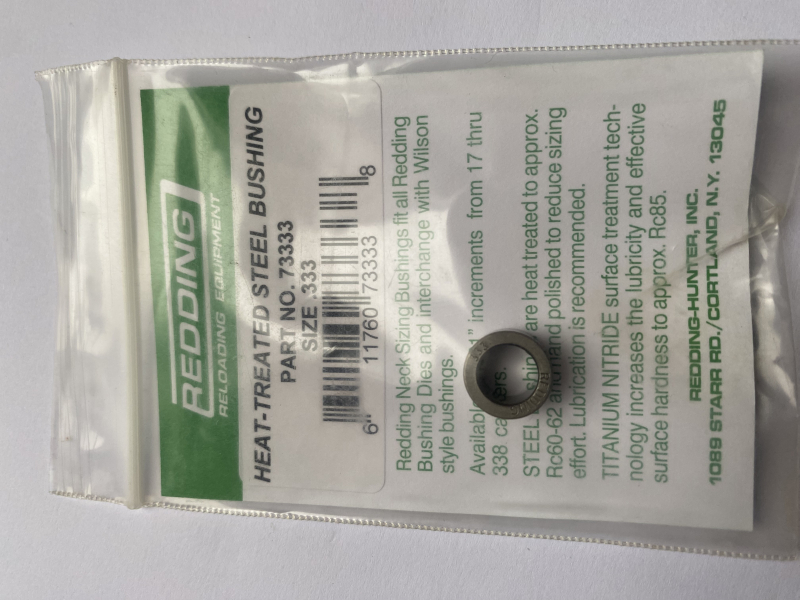 REDDING
RELOADING EQUIPMENT
HEAT-TREATED STEEL BUSHING
PART NO. 73333
SIZE .333
6 11760 73333 8
Redding Neck Sizing Bushings fit all Redding
Bushing Dies and interchange with Wilson
style bushings.
1" increments from 17 thru
338
STEEL are heat treated to approx.
Rc60-62 and hand polished to reduce sizing
effort. Lubrication is recommended.
TITANIUM NITRIDE surface treatment tech-
nology increases the lubricity and effective
surface hardness to approx. Rc85.
REDDING-HUNTER, INC.
1089 STARR RD./CORTLAND, N.Y. 13045